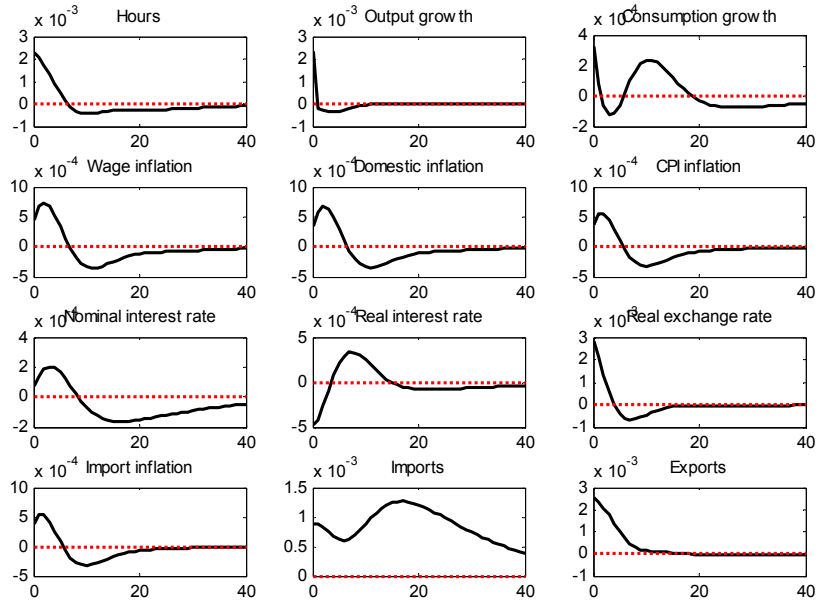 Hours
x 10^-3
3
2
1
0
-1
0 20 40
Output growth
x 10^-3
3
2
1
0
-1
0 20 40
Consumption growth
x 10^-4
4
2
0
-2
0 20 40
Wage inflation
x 10^-4
10
5
0
-5
0 20 40
Domestic inflation
x 10^-4
10
5
0
-5
0 20 40
CPI inflation
x 10^-4
10
5
0
-5
0 20 40
Nominal interest rate
x 10^-4
4
2
0
-2
0 20 40
Real interest rate
x 10^-4
5
0
-5
0 20 40
Real exchange rate
x 10^-3
3
2
1
0
-1
0 20 40
Import inflation
x 10^-4
10
5
0
-5
0 20 40
Imports
x 10^-3
1.5
1
0.5
0
0 20 40
Exports
x 10^-3
3
2
1
0
-1
0 20 40